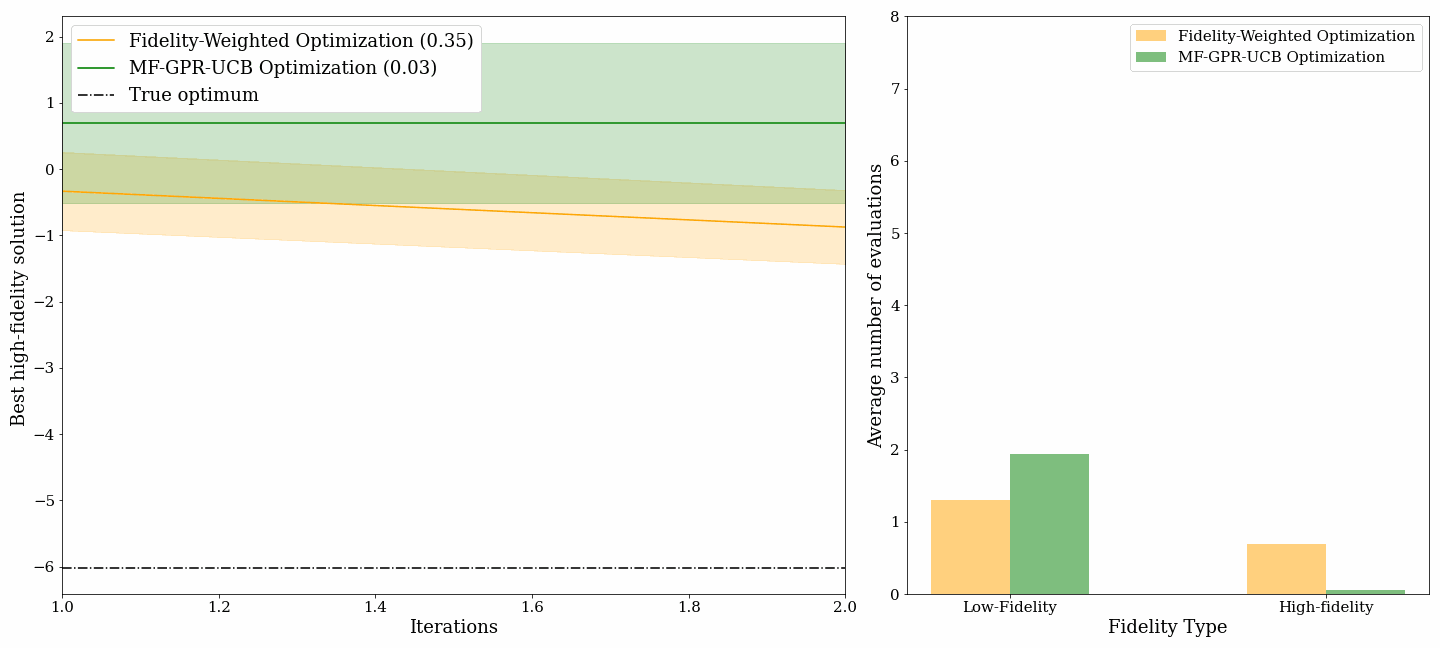 Fidelity-Weighted Optimization (0.35)
MF-GPR-UCB Optimization (0.03)
True optimum
Best high-fidelity solution
2
1
0
−1
−2
−3
−4
−5
−6
1.0 1.2 1.4 1.6 1.8 2.0
Iterations
Fidelity-Weighted Optimization
MF-GPR-UCB Optimization
Average number of evaluations
8
7
6
5
4
3
2
1
0
Low-Fidelity High-fidelity
Fidelity Type